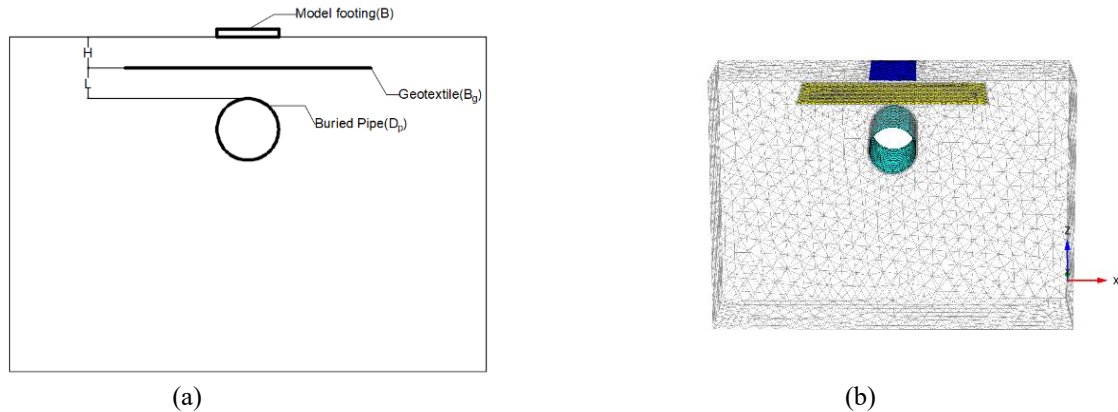 Model footing(B)
H
L
Geotextile(Bg)
Buried Pipe(Dp)
Z
X
(a)
(b)